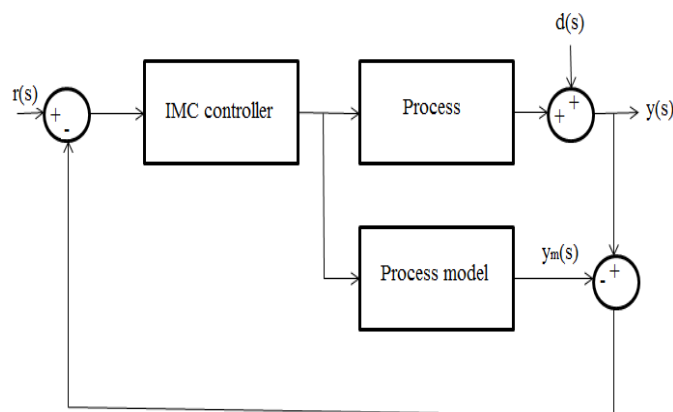 d(s)
r(s)
+
-
IMC controller
Process
+
+
y(s)
Process model
ym(s)
+
-